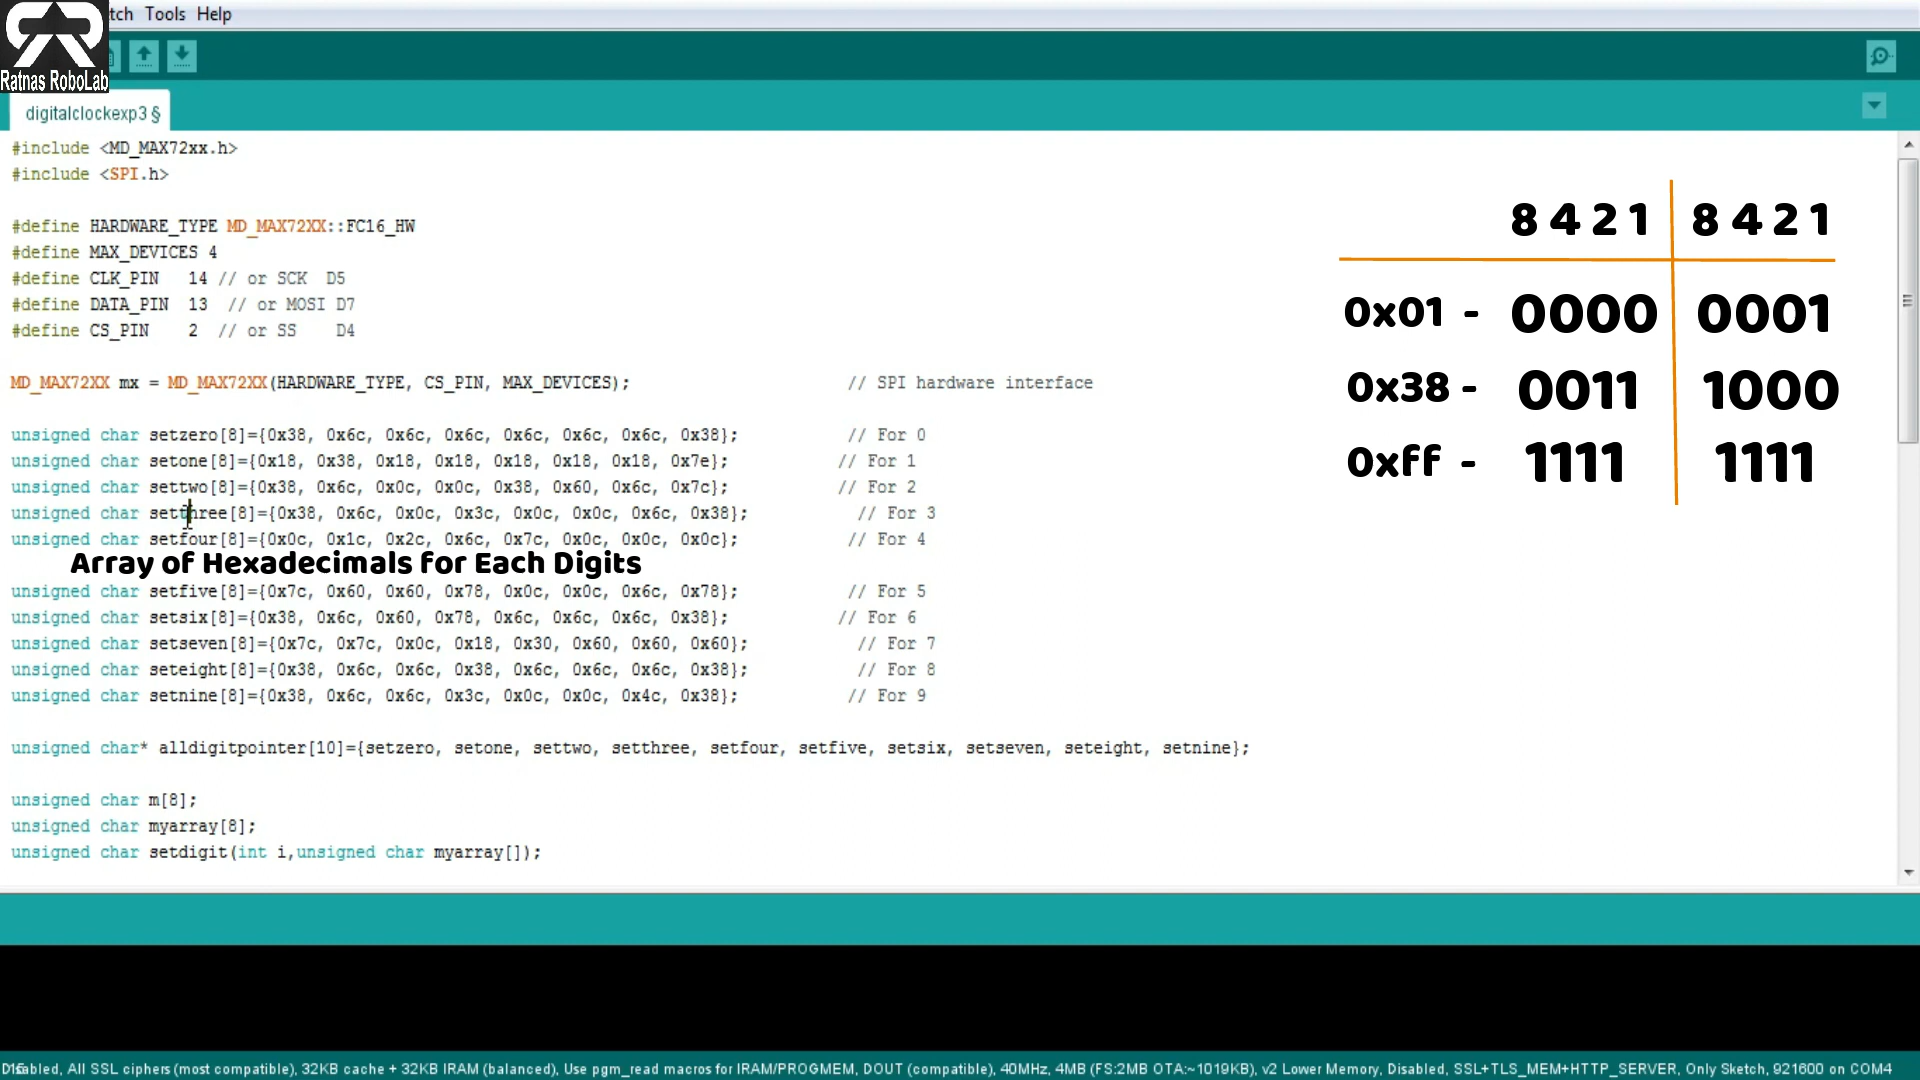 tch Tools Help
Ratnas RoboLab
digitalclockexp3 §
#include <MD_MAX72xx.h>
#include <SPI.h>
#define HARDWARE_TYPE MD_MAX72XX::FC16_HW
#define MAX_DEVICES 4
#define CLK_PIN 14 // or SCK D5
#define DATA_PIN 13 // or MOSI D7
#define CS_PIN 2 // or SS D4
MD_MAX72XX mx = MD_MAX72XX(HARDWARE_TYPE, CS_PIN, MAX_DEVICES); // SPI hardware interface
unsigned char setzero[8]={0x38, 0x6c, 0x6c, 0x6c, 0x6c, 0x6c, 0x6c, 0x38}; // For 0
unsigned char setone[8]={0x18, 0x38, 0x18, 0x18, 0x18, 0x18, 0x18, 0x7e}; // For 1
unsigned char settwo[8]={0x38, 0x6c, 0x0c, 0x0c, 0x38, 0x60, 0x6c, 0x7c}; // For 2
unsigned char setthree[8]={0x38, 0x6c, 0x0c, 0x3c, 0x0c, 0x0c, 0x6c, 0x38}; // For 3
unsigned char setfour[8]={0x0c, 0x1c, 0x2c, 0x6c, 0x7c, 0x0c, 0x0c, 0x0c}; // For 4
Array of Hexadecimals for Each Digits
unsigned char setfive[8]={0x7c, 0x60, 0x60, 0x78, 0x0c, 0x0c, 0x6c, 0x78}; // For 5
unsigned char setsix[8]={0x38, 0x6c, 0x60, 0x78, 0x6c, 0x6c, 0x6c, 0x38}; // For 6
unsigned char setseven[8]={0x7c, 0x7c, 0x0c, 0x18, 0x30, 0x60, 0x60, 0x60}; // For 7
unsigned char seteight[8]={0x38, 0x6c, 0x6c, 0x38, 0x6c, 0x6c, 0x6c, 0x38}; // For 8
unsigned char setnine[8]={0x38, 0x6c, 0x6c, 0x3c, 0x0c, 0x0c, 0x4c, 0x38}; // For 9
unsigned char* alldigitpointer[10]={setzero, setone, settwo, setthree, setfour, setfive, setsix, setseven, seteight, setnine};
unsigned char m[8];
unsigned char myarray[8];
unsigned char setdigit(int i,unsigned char myarray[]);
8 4 2 1 8 4 2 1
0x01 - 0000 0001
0x38 - 0011 1000
0xff - 1111 1111
abled, All SSL ciphers (most compatible), 32KB cache + 32KB IRAM (balanced), Use pgm_read macros for IRAM/PROGMEM, DOUT (compatible), 40MHz, 4MB (FS:2MB OTA:~1019KB), v2 Lower Memory, Disabled, SSL+TLS_MEM+HTTP_SERVER, Only Sketch, 921600 on COM4